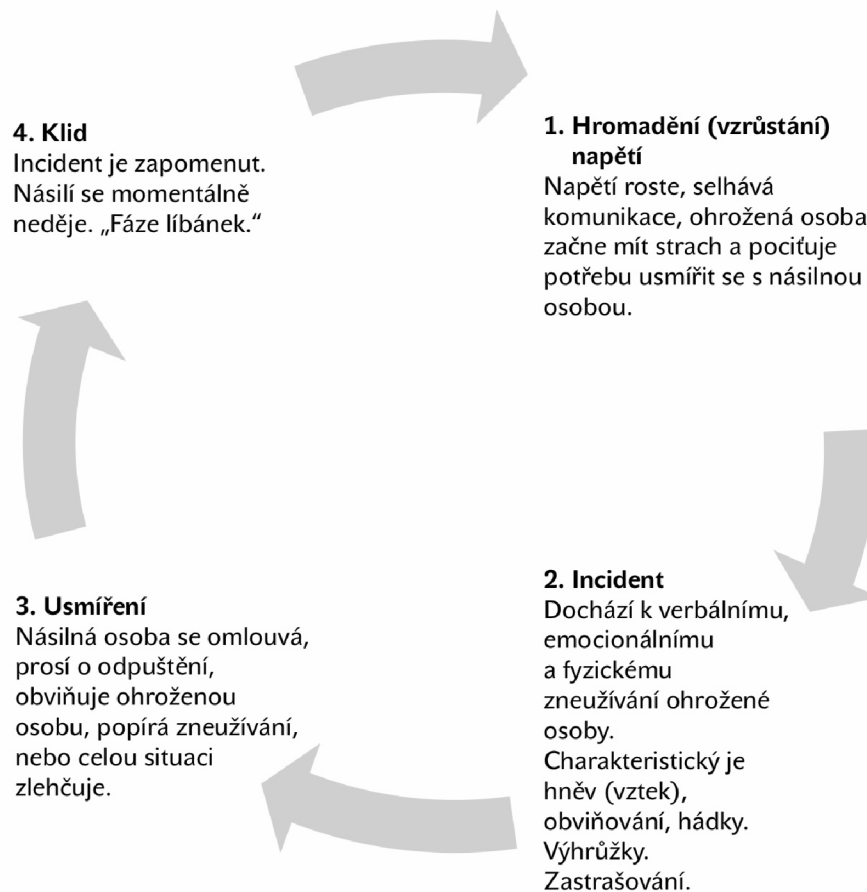 1. Hromadění (vzrůstání)
napětí
Napětí roste, selhává
komunikace, ohrožená osoba
začne mít strach a pociťuje
potřebu usmířit se s násilnou
osobou.
2. Incident
Dochází k verbálnímu,
emocionálnímu
a fyzickému
zneužívání ohrožené
osoby.
Charakteristický je
hněv (vztek),
obviňování, hádky.
Výhrůžky.
Zastrašování.
3. Usmíření
Násilná osoba se omlouvá,
prosí o odpuštění,
obviňuje ohroženou
osobu, popírá zneužívání,
nebo celou situaci
zlehčuje.
4. Klid
Incident je zapomenut.
Násilí se momentálně
neděje. „Fáze líbánek.“